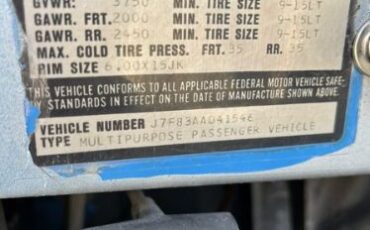 GVWR: 3750 MIN. TIRE SIZE 9-15LT
GAWR. FRT. 2000 MIN. TIRE SIZE 9-15LT
GAWR. RR. 2450 MIN. TIRE SIZE 9-15LT
MAX. COLD TIRE PRESS. FRT. 35 RR. 35
RIM SIZE 6.00X15JK
THIS VEHICLE CONFORMS TO ALL APPLICABLE FEDERAL MOTOR VEHICLE SAFE-
TY STANDARDS IN EFFECT ON THE DATE OF MANUFACTURE SHOWN ABOVE.
VEHICLE NUMBER J7F83AA041546
TYPE MULTIPURPOSE PASSENGER VEHICLE